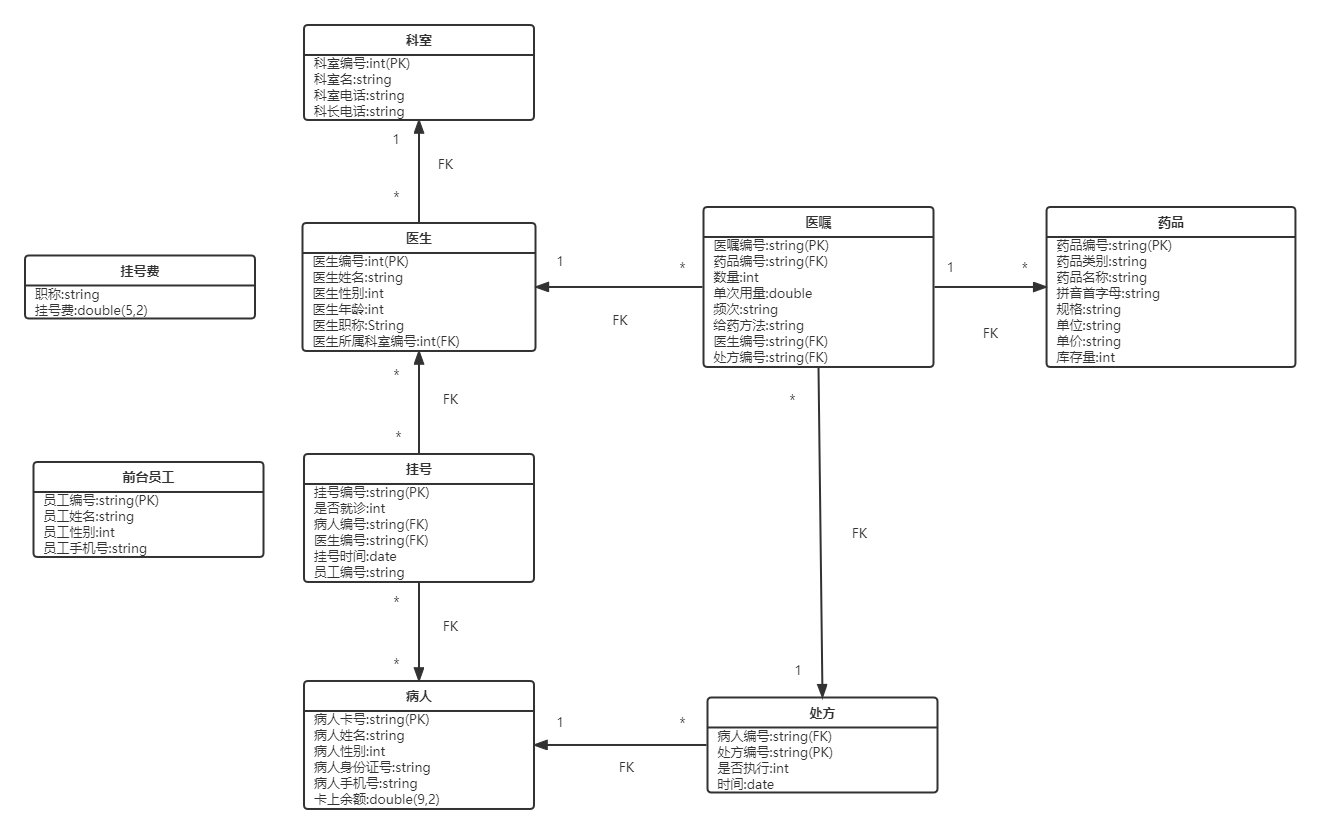 科室
科室编号:int(PK)
科室名:string
科室电话:string
科长电话:string
1
FK
*
医生
医生编号:int(PK)
医生姓名:string
医生性别:int
医生年龄:int
医生职称:String
医生所属科室编号:int(FK)
挂号费
职称:string
挂号费:double(5,2)
1
*
FK
医嘱
医嘱编号:string(PK)
药品编号:string(FK)
数量:int
单次用量:double
频次:string
给药方法:string
医生编号:string(FK)
处方编号:string(FK)
1
*
FK
药品
药品编号:string(PK)
药品类别:string
药品名称:string
拼音首字母:string
规格:string
单位:string
单价:string
库存量:int
*
FK
*
前台员工
员工编号:string(PK)
员工姓名:string
员工性别:int
员工手机号:string
挂号
挂号编号:string(PK)
是否就诊:int
病人编号:string(FK)
医生编号:string(FK)
挂号时间:date
员工编号:string
*
FK
1
*
FK
*
病人
病人卡号:string(PK)
病人姓名:string
病人性别:int
病人身份证号:string
病人手机号:string
卡上余额:double(9,2)
1
*
FK
处方
病人编号:string(FK)
处方编号:string(PK)
是否执行:int
时间:date